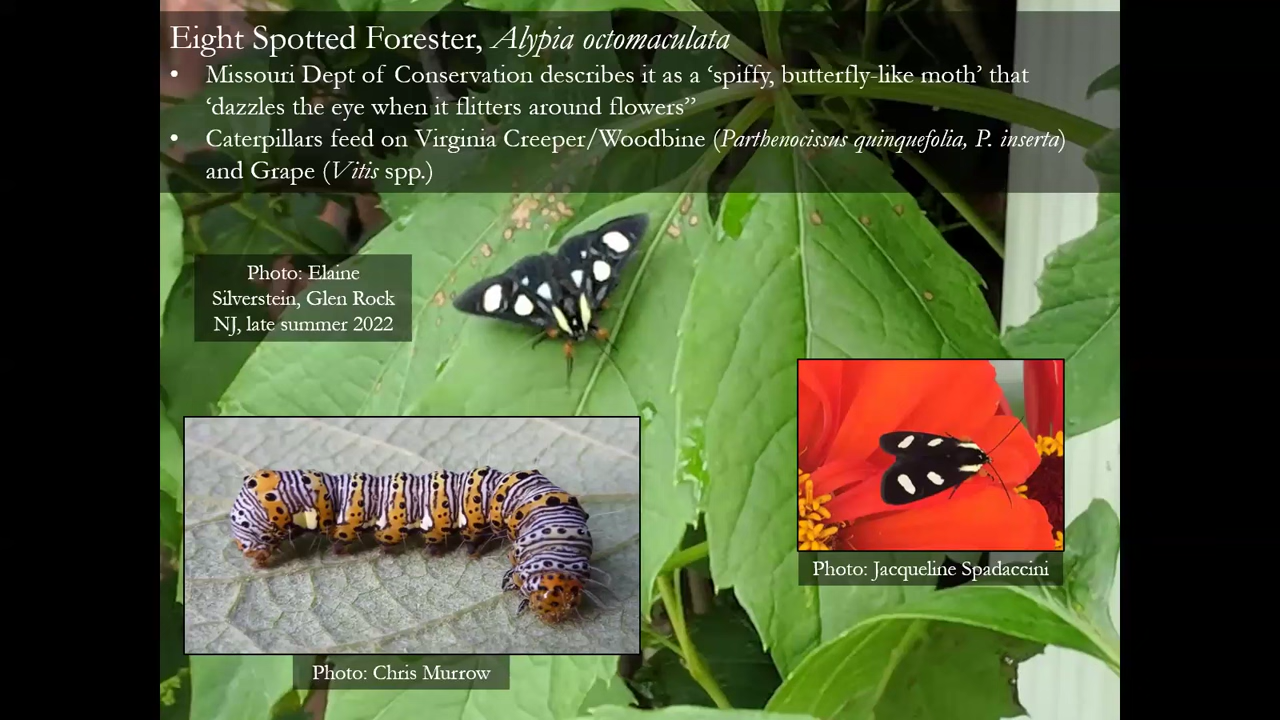 Eight Spotted Forester, Alypia octomaculata
• Missouri Dept of Conservation describes it as a ‘spiffy, butterfly-like moth’ that
‘dazzles the eye when it flitters around flowers”
• Caterpillars feed on Virginia Creeper/Woodbine (Parthenocissus quinquefolia, P. inserta)
and Grape (Vitis spp.)
Photo: Elaine
Silverstein, Glen Rock
NJ, late summer 2022
Photo: Jacqueline Spadaccini
Photo: Chris Murrow